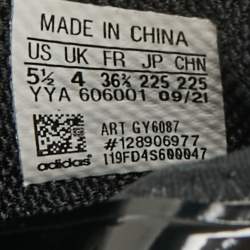 MADE IN CHINA
US UK FR JP CHN
5½ 4 36⅔ 225 225
YYA 606001 09/21
ART GY6087
#128906977
adidas 119FD4S600047